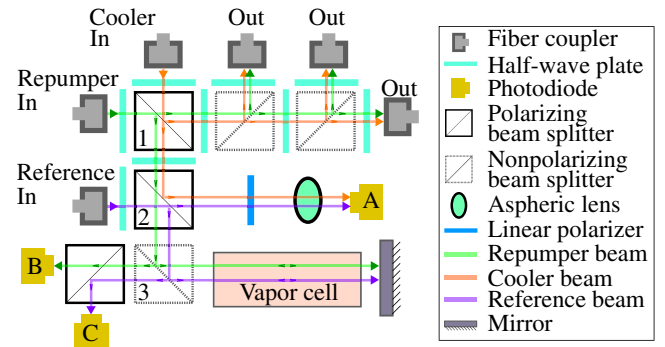 Cooler
In
Out
Out
Repumper
In
Out
1
Reference
In
2
A
B
3
Vapor cell
C
Fiber coupler
Half-wave plate
Photodiode
Polarizing
beam splitter
Nonpolarizing
beam splitter
Aspheric lens
Linear polarizer
Repumper beam
Cooler beam
Reference beam
Mirror